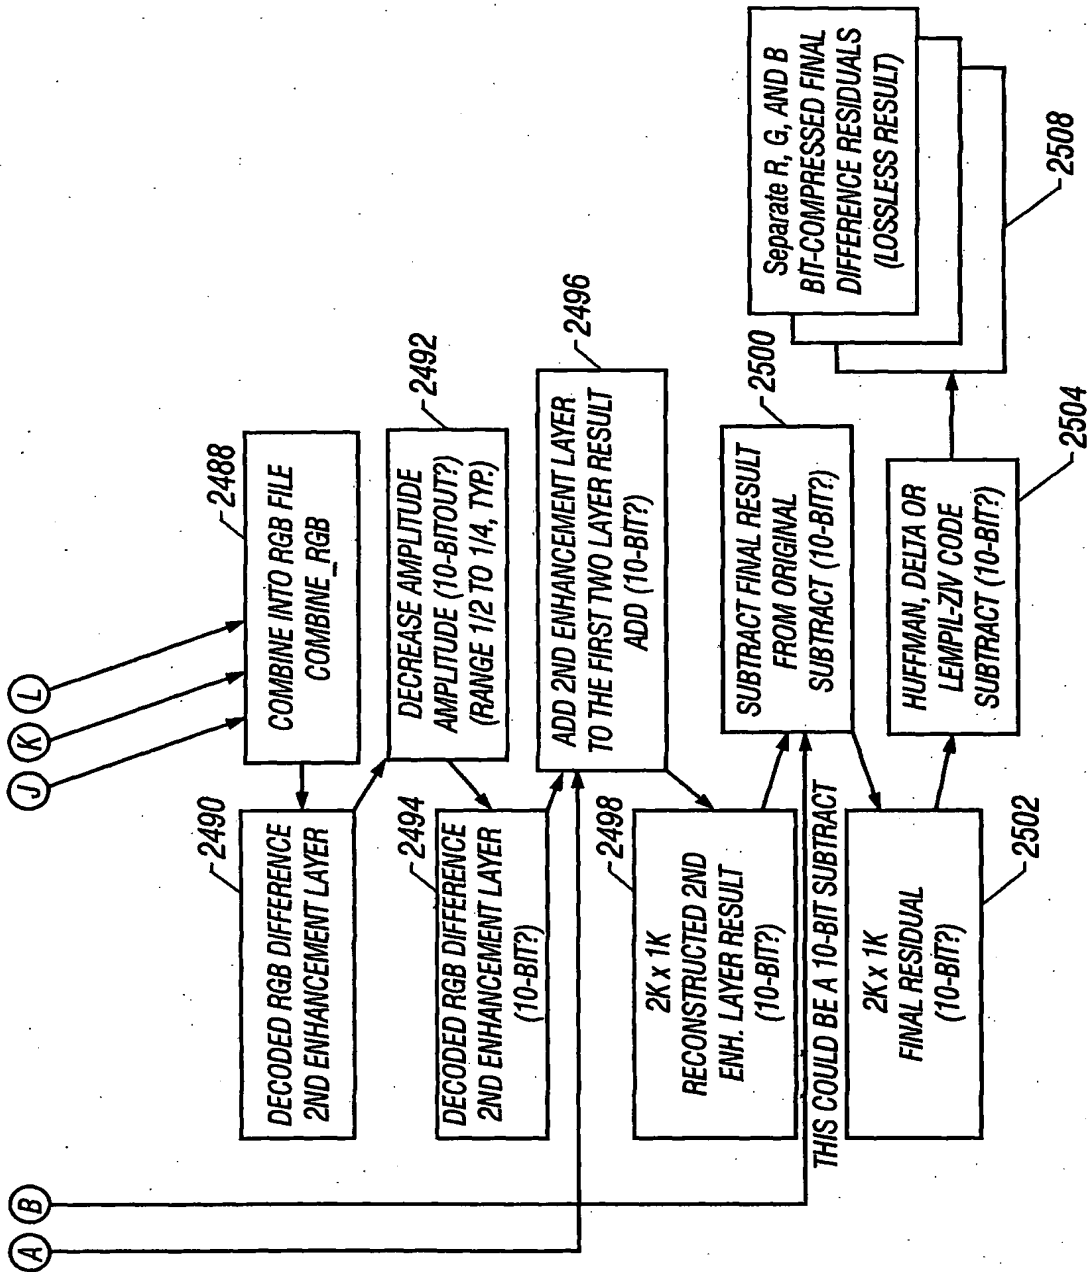 A
B
J
K
L
2488
COMBINE INTO RGB FILE
COMBINE_RGB
2490
DECODED RGB DIFFERENCE
2ND ENHANCEMENT LAYER
2492
DECREASE AMPLITUDE
AMPLITUDE (10-BITOUT?)
(RANGE 1/2 TO 1/4, TYP.)
2494
DECODED RGB DIFFERENCE
2ND ENHANCEMENT LAYER
(10-BIT?)
2496
ADD 2ND ENHANCEMENT LAYER
TO THE FIRST TWO LAYER RESULT
ADD (10-BIT?)
2498
2K x 1K
RECONSTRUCTED 2ND
ENH. LAYER RESULT
(10-BIT?)
THIS COULD BE A 10-BIT SUBTRACT
2500
SUBTRACT FINAL RESULT
FROM ORIGINAL
SUBTRACT (10-BIT?)
2502
2K x 1K
FINAL RESIDUAL
(10-BIT?)
2504
HUFFMAN, DELTA OR
LEMPIL-ZIV CODE
SUBTRACT (10-BIT?)
Separate R, G, AND B
BIT-COMPRESSED FINAL
DIFFERENCE RESIDUALS
(LOSSLESS RESULT)
2508